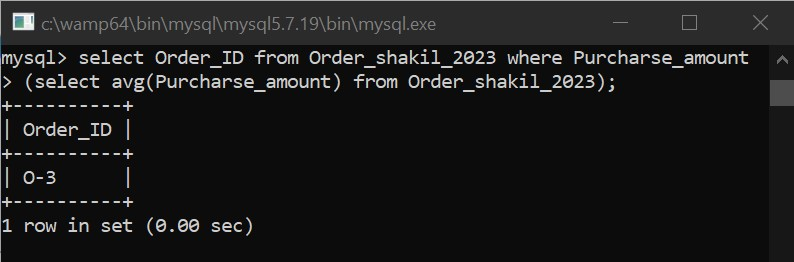 c:\wamp64\bin\mysql\mysql5.7.19\bin\mysql.exe
mysql> select Order_ID from Order_shakil_2023 where Purcharse_amount
> (select avg(Purcharse_amount) from Order_shakil_2023);
+----------+
| Order_ID |
+----------+
| O-3      |
+----------+
1 row in set (0.00 sec)